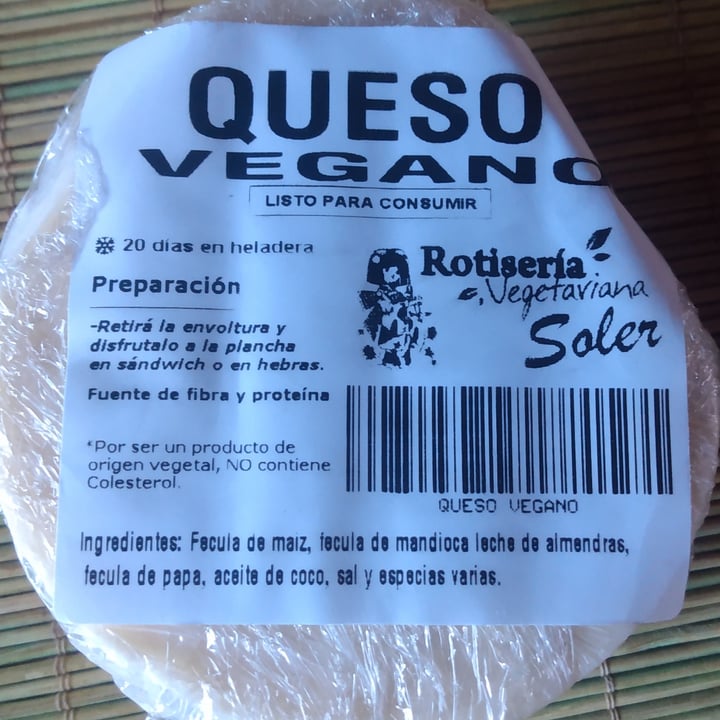 QUESO
VEGANO
LISTO PARA CONSUMIR
20 días en heladera
Preparación
-Retirá la envoltura y
disfrutalo a la plancha
en sándwich o en hebras.
Fuente de fibra y proteína
*Por ser un producto de
origen vegetal, NO contiene
Colesterol.
Rotisería
Vegetariana
Soler
QUESO VEGANO
Ingredientes: Fecula de maiz, fecula de mandioca leche de almendras,
fecula de papa, aceite de coco, sal y especias varias.